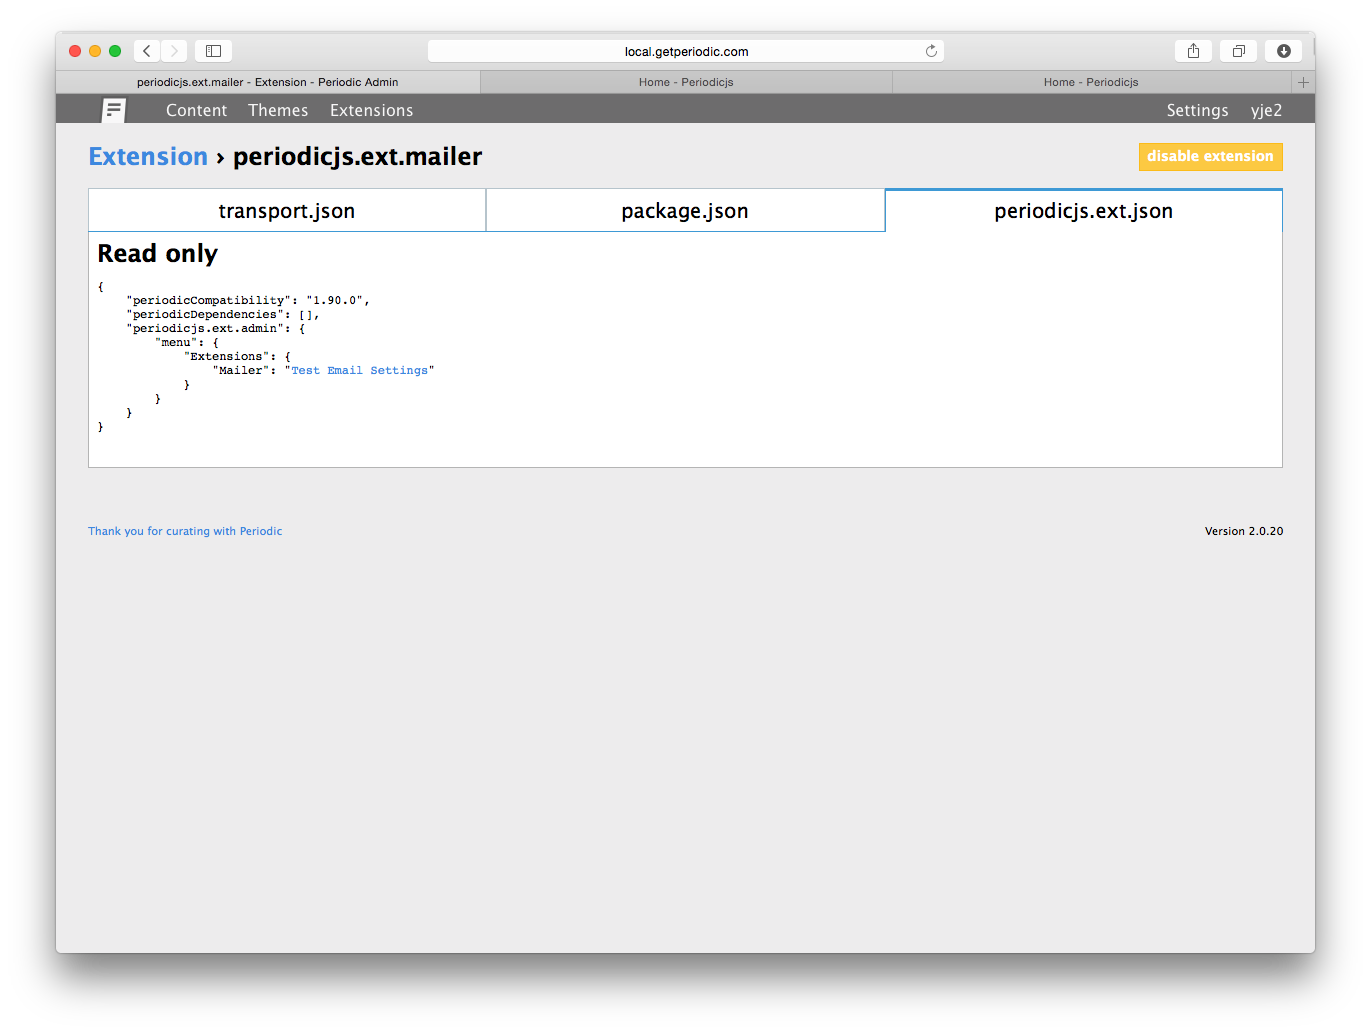 local.getperiodic.com
periodicjs.ext.mailer - Extension - Periodic Admin
Home - Periodicjs
Home - Periodicjs
Content Themes Extensions
Settings yje2
Extension › periodicjs.ext.mailer
disable extension
transport.json
package.json
periodicjs.ext.json
Read only
{
    "periodicCompatibility": "1.90.0",
    "periodicDependencies": [],
    "periodicjs.ext.admin": {
        "menu": {
            "Extensions": {
                "Mailer": "Test Email Settings"
            }
        }
    }
}
Thank you for curating with Periodic
Version 2.0.20